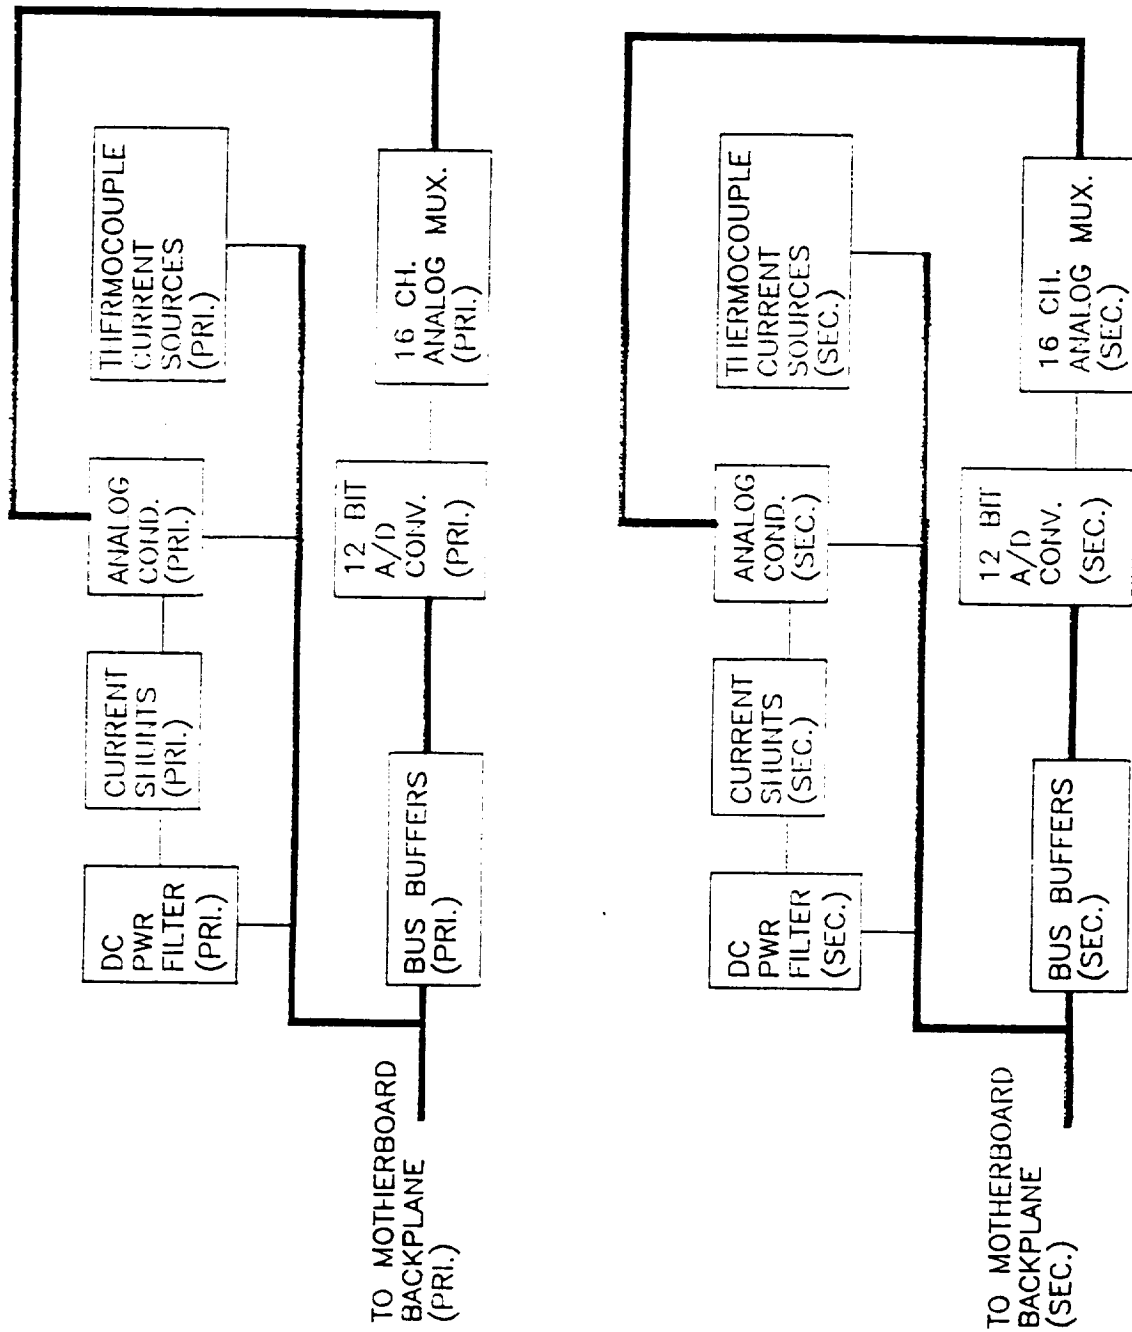 DC
PWR
FILTER
(PRI.)
CURRENT
SHUNTS
(PRI.)
ANALOG
COND.
(PRI.)
THERMOCOUPLE
CURRENT
SOURCES
(PRI.)
TO MOTHERBOARD
BACKPLANE
(PRI.)
BUS BUFFERS
(PRI.)
12 BIT
A/D
CONV.
(PRI.)
16 CH.
ANALOG MUX.
(PRI.)
DC
PWR
FILTER
(SEC.)
CURRENT
SHUNTS
(SEC.)
ANALOG
COND.
(SEC.)
THERMOCOUPLE
CURRENT
SOURCES
(SEC.)
TO MOTHERBOARD
BACKPLANE
(SEC.)
BUS BUFFERS
(SEC.)
12 BIT
A/D
CONV.
(SEC.)
16 CH.
ANALOG MUX.
(SEC.)